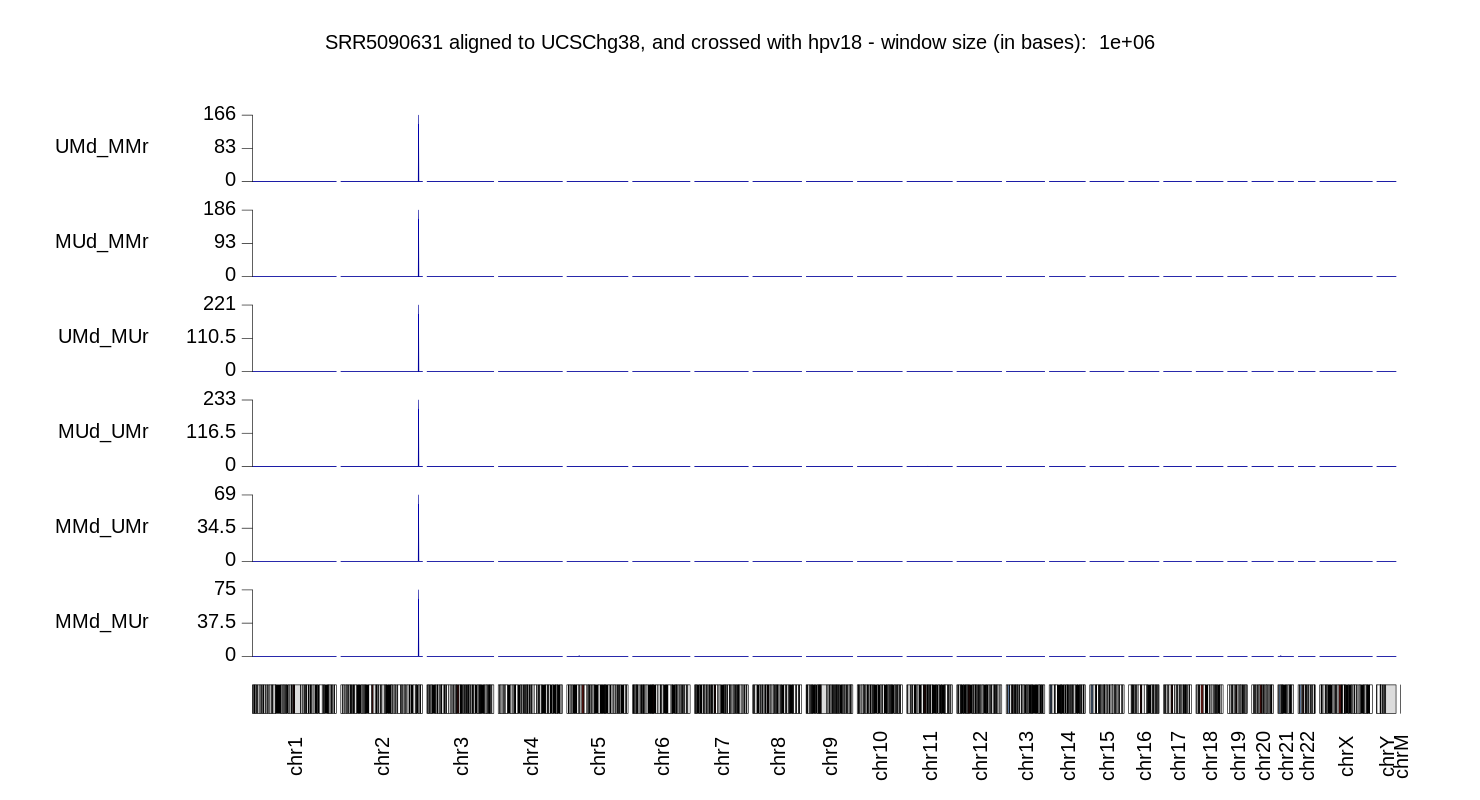 SRR5090631 aligned to UCSChg38, and crossed with hpv18 - window size (in bases):  1e+06
166
UMd_MMr
83
0
186
MUd_MMr
93
0
221
UMd_MUr
110.5
0
233
MUd_UMr
116.5
0
69
MMd_UMr
34.5
0
75
MMd_MUr
37.5
0
chr1
chr2
chr3
chr4
chr5
chr6
chr7
chr8
chr9
chr10
chr11
chr12
chr13
chr14
chr15
chr16
chr17
chr18
chr19
chr20
chr21
chr22
chrX
chrY
chrM